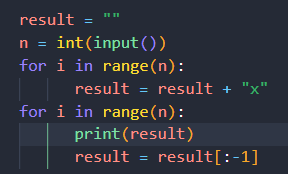 result = ""
n = int(input())
for i in range(n):
    result = result + "x"
for i in range(n):
    print(result)
    result = result[:-1]